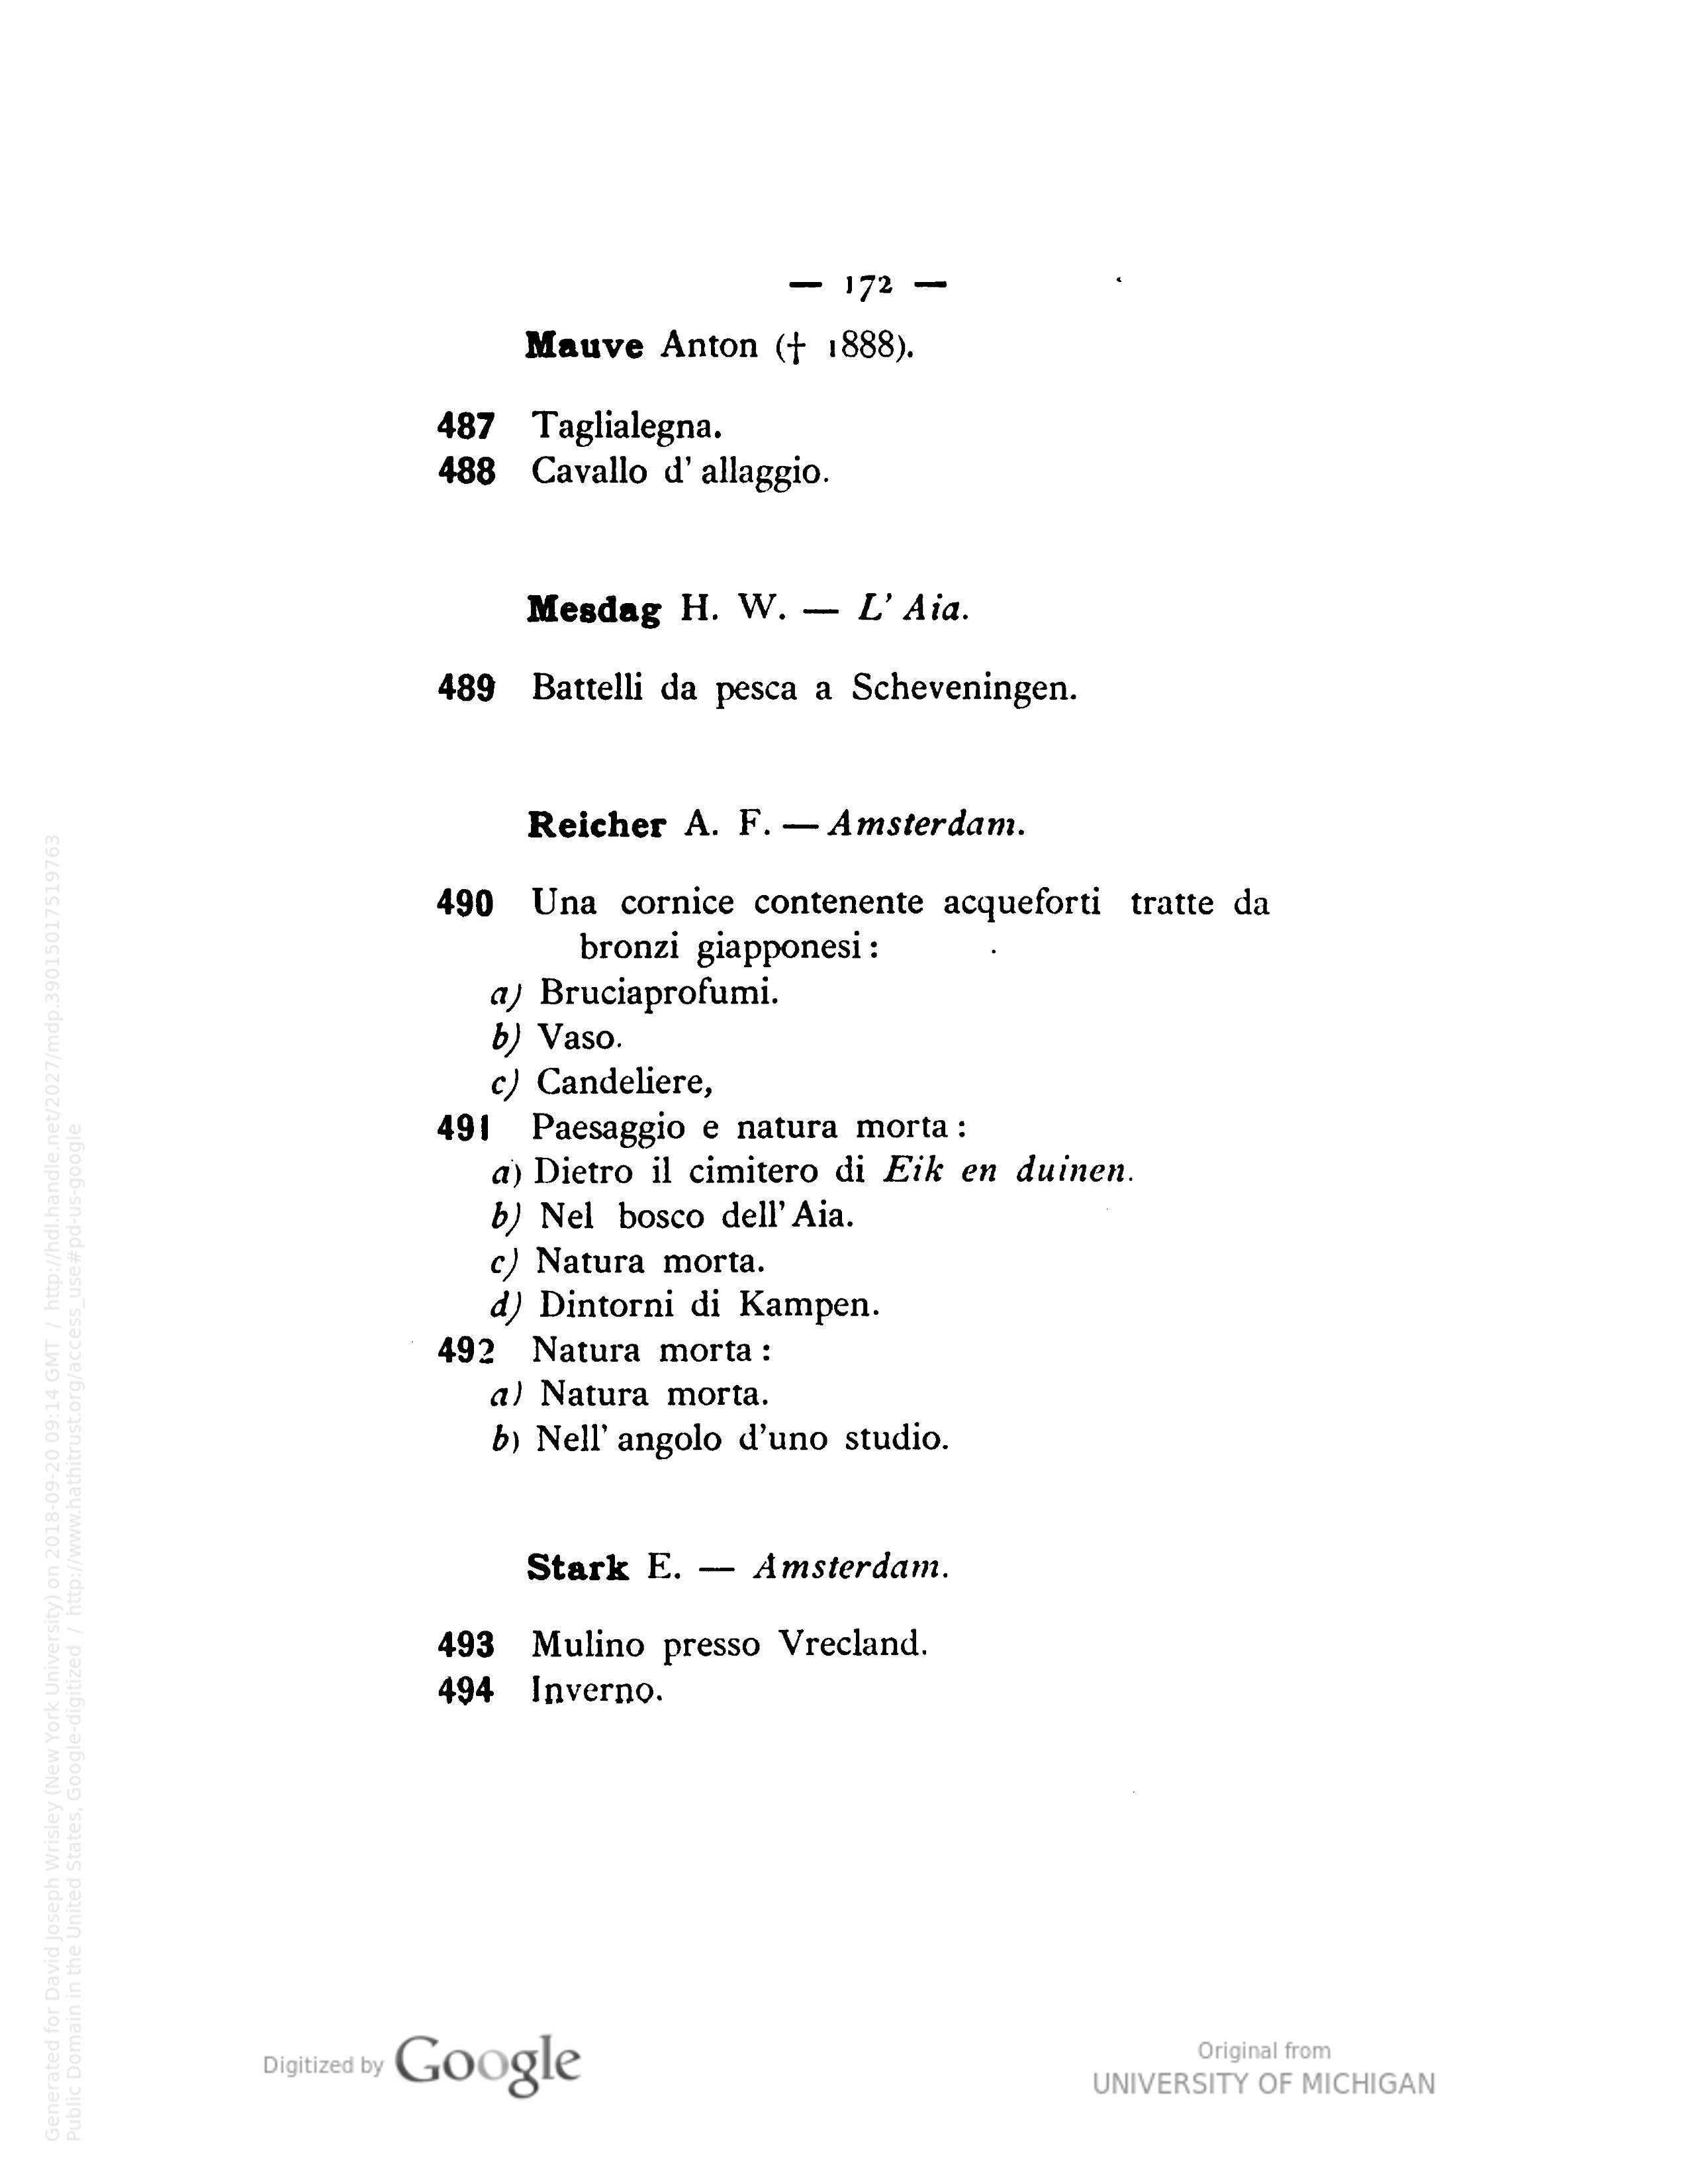 — 172 —
Mauve Anton († 1888).
487 Taglialegna.
488 Cavallo d' allaggio.
Mesdag H. W. — L' Aia.
489 Battelli da pesca a Scheveningen.
Reicher A. F. — Amsterdam.
490 Una cornice contenente acqueforti tratte da
bronzi giapponesi :
a) Bruciaprofumi.
b) Vaso.
c) Candeliere,
491 Paesaggio e natura morta :
a) Dietro il cimitero di Eik en duinen.
b) Nel bosco dell' Aia.
c) Natura morta.
d) Dintorni di Kampen.
492 Natura morta :
a) Natura morta.
b) Nell' angolo d'uno studio.
Stark E. — Amsterdam.
493 Mulino presso Vrecland.
494 Inverno.
Generated for David Joseph Wrisley (New York University) on 2018-09-20 09:14 GMT / http://hdl.handle.net/2027/mdp.39015017519763
Public Domain in the United States, Google-digitized / http://www.hathitrust.org/access_use#pd-us-google
Digitized by Google
Original from
UNIVERSITY OF MICHIGAN